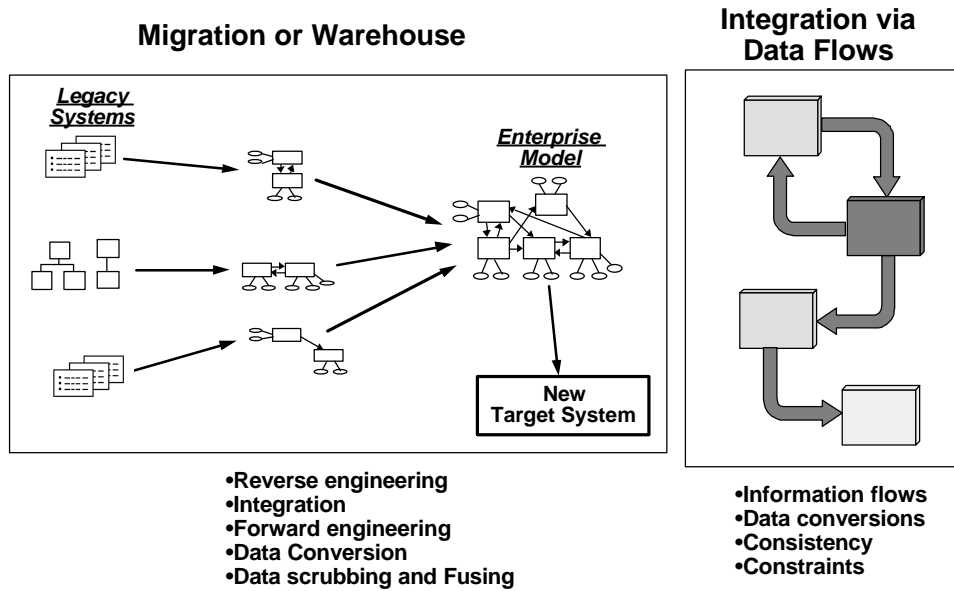 Migration or Warehouse
Legacy
Systems
Enterprise
Model
New
Target System
•Reverse engineering
•Integration
•Forward engineering
•Data Conversion
•Data scrubbing and Fusing
Integration via
Data Flows
•Information flows
•Data conversions
•Consistency
•Constraints